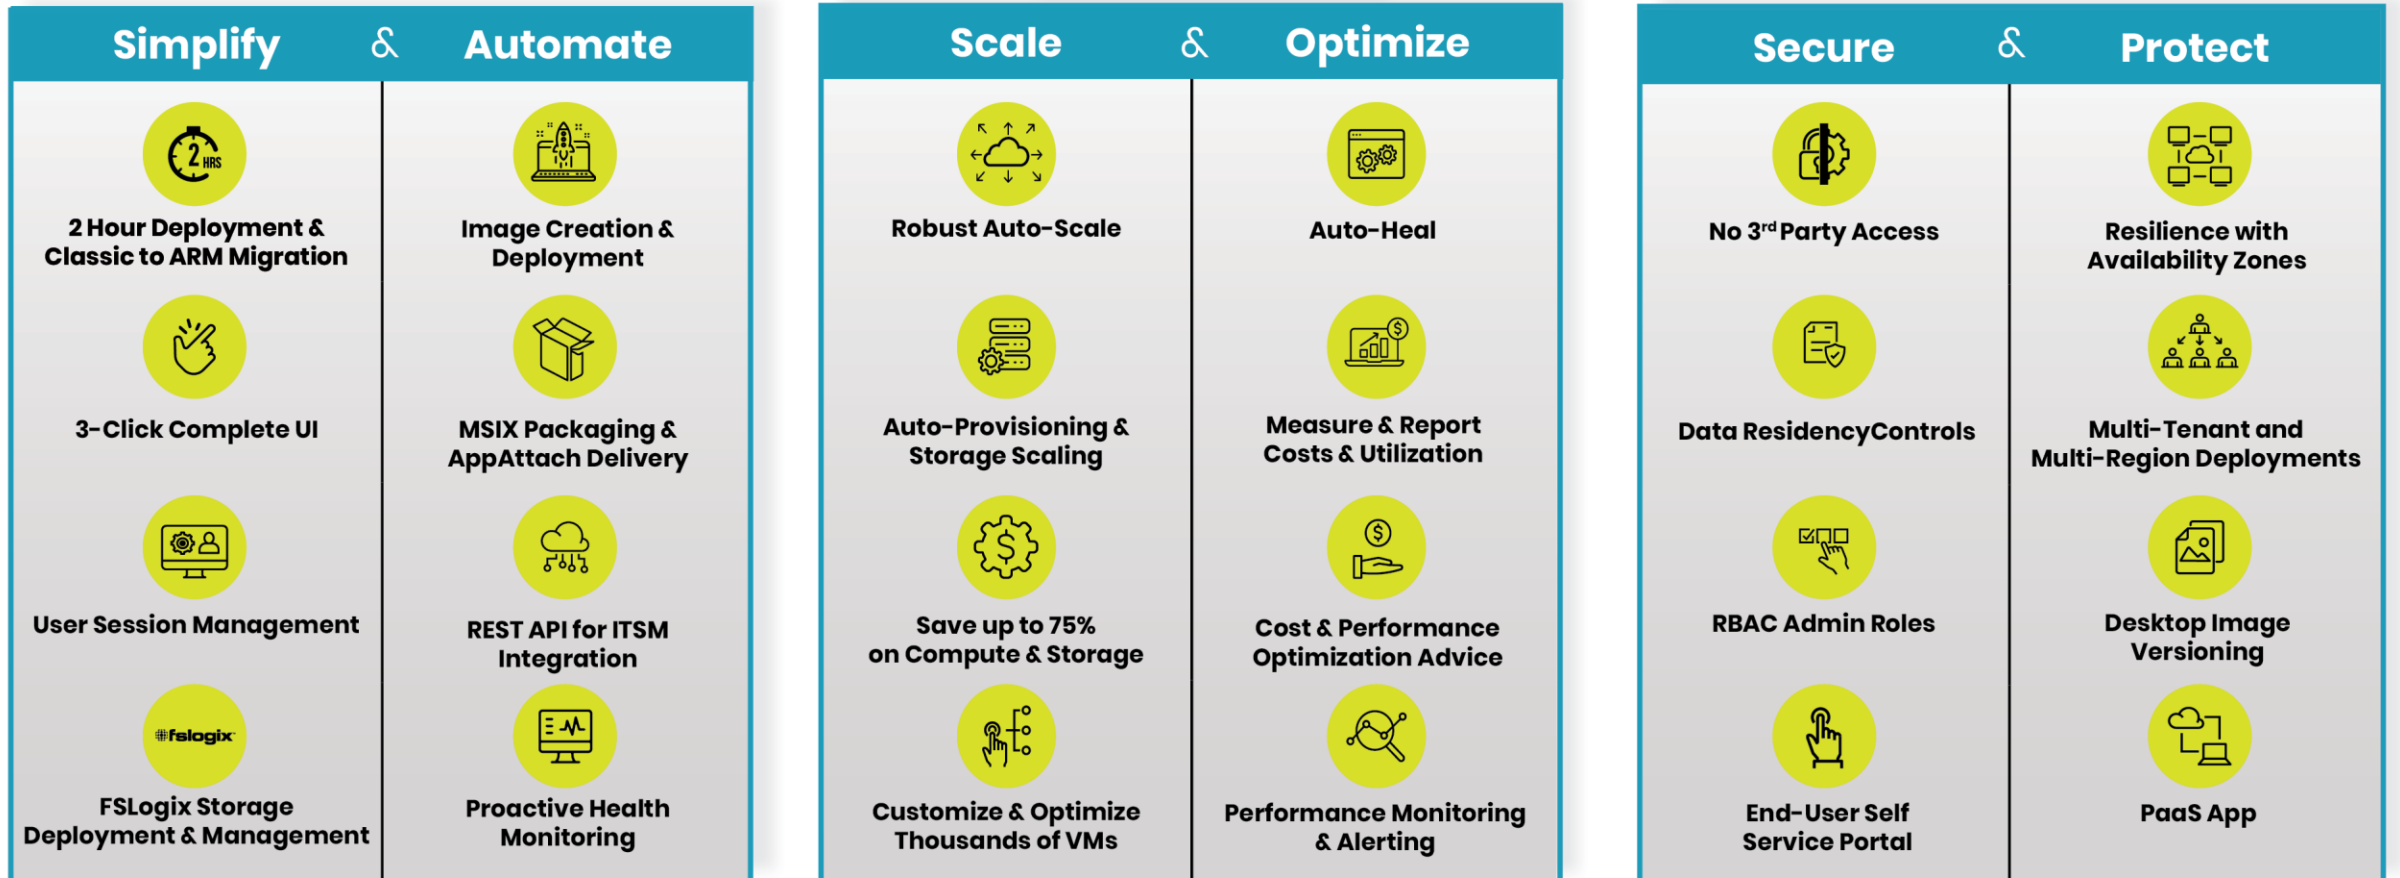 Simplify & Automate
2 HRS
2 Hour Deployment &
Classic to ARM Migration
3-Click Complete UI
User Session Management
#fslogix
FSLogix Storage
Deployment & Management
Image Creation &
Deployment
MSIX Packaging &
AppAttach Delivery
REST API for ITSM
Integration
Proactive Health
Monitoring
Scale & Optimize
Robust Auto-Scale
Auto-Provisioning &
Storage Scaling
$
Save up to 75%
on Compute & Storage
Customize & Optimize
Thousands of VMs
Auto-Heal
$
Measure & Report
Costs & Utilization
$
Cost & Performance
Optimization Advice
Performance Monitoring
& Alerting
Secure & Protect
No 3rd Party Access
Data ResidencyControls
RBAC Admin Roles
End-User Self
Service Portal
Resilience with
Availability Zones
Multi-Tenant and
Multi-Region Deployments
Desktop Image
Versioning
PaaS App